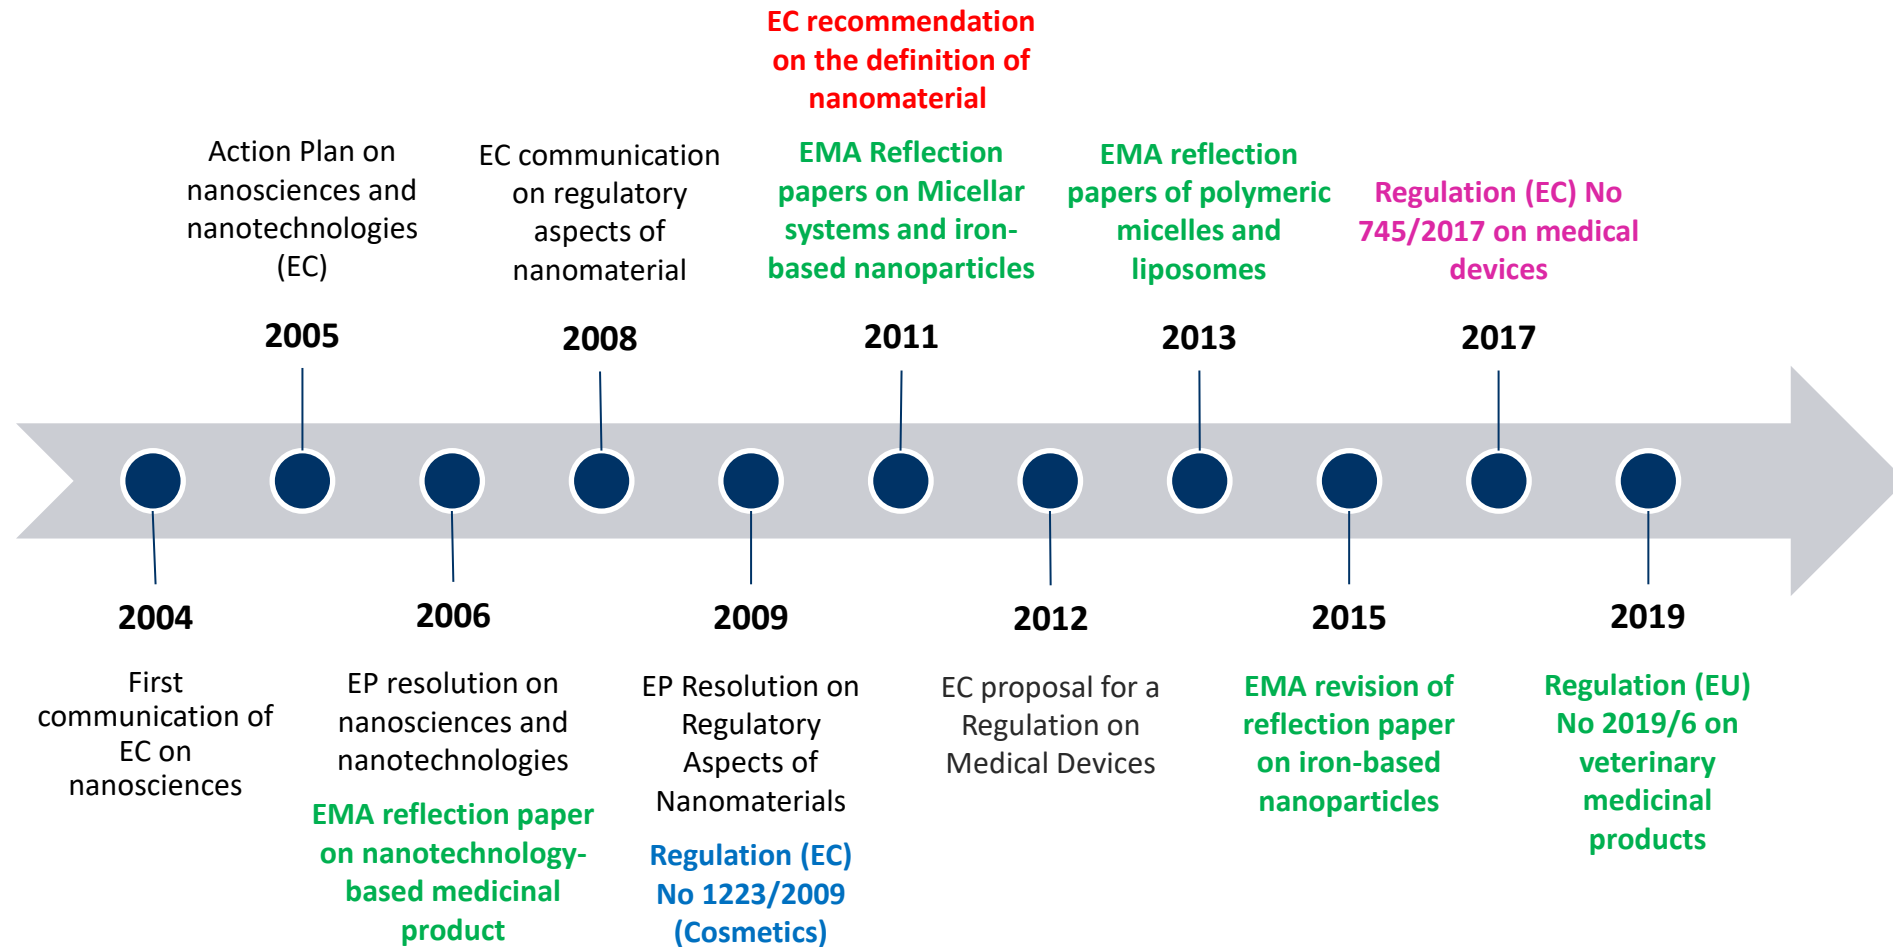 EC recommendation
on the definition of
nanomaterial
Action Plan on
nanosciences and
nanotechnologies
(EC)
2005
EC communication
on regulatory
aspects of
nanomaterial
2008
EMA Reflection
papers on Micellar
systems and iron-
based nanoparticles
2011
EMA reflection
papers of polymeric
micelles and
liposomes
2013
Regulation (EC) No
745/2017 on medical
devices
2017
2004
First
communication of
EC on
nanosciences
2006
EP resolution on
nanosciences and
nanotechnologies
EMA reflection paper
on nanotechnology-
based medicinal
product
2009
EP Resolution on
Regulatory
Aspects of
Nanomaterials
Regulation (EC)
No 1223/2009
(Cosmetics)
2012
EC proposal for a
Regulation on
Medical Devices
2015
EMA revision of
reflection paper
on iron-based
nanoparticles
2019
Regulation (EU)
No 2019/6 on
veterinary
medicinal
products